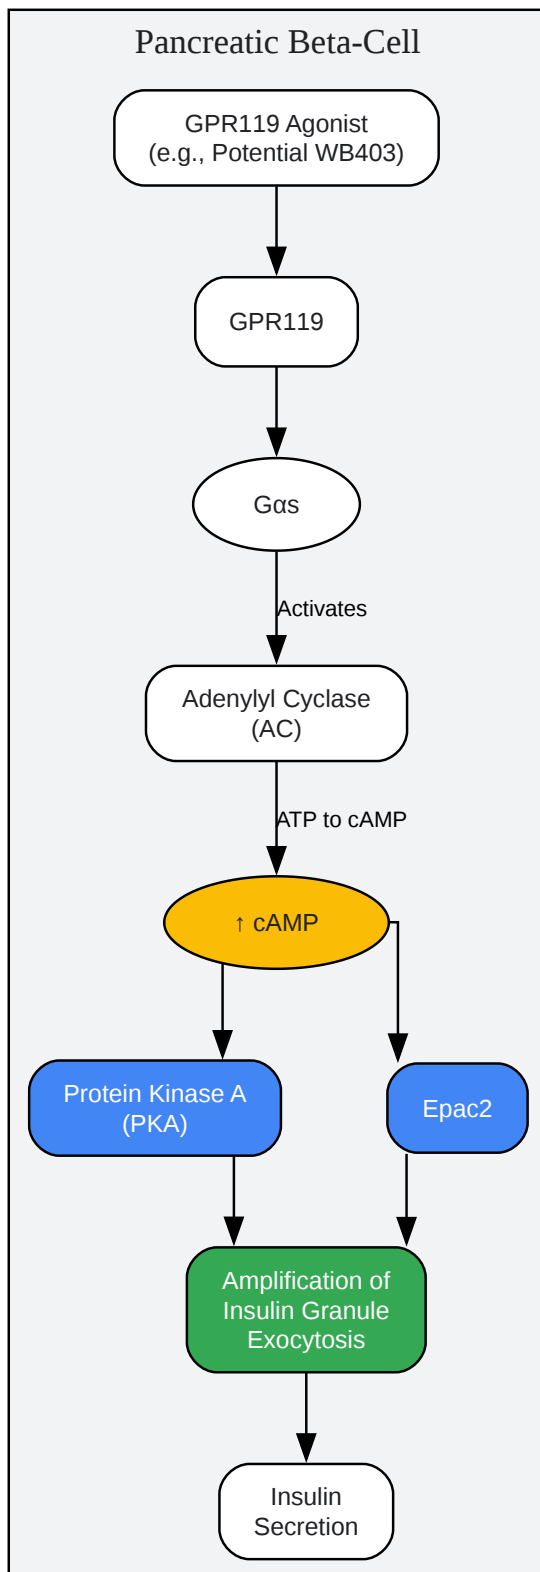 Pancreatic Beta-Cell
GPR119 Agonist
(e.g., Potential WB403)
GPR119
Gαs
Activates
Adenylyl Cyclase
(AC)
ATP to cAMP
↑ cAMP
Protein Kinase A
(PKA)
Epac2
Amplification of
Insulin Granule
Exocytosis
Insulin
Secretion